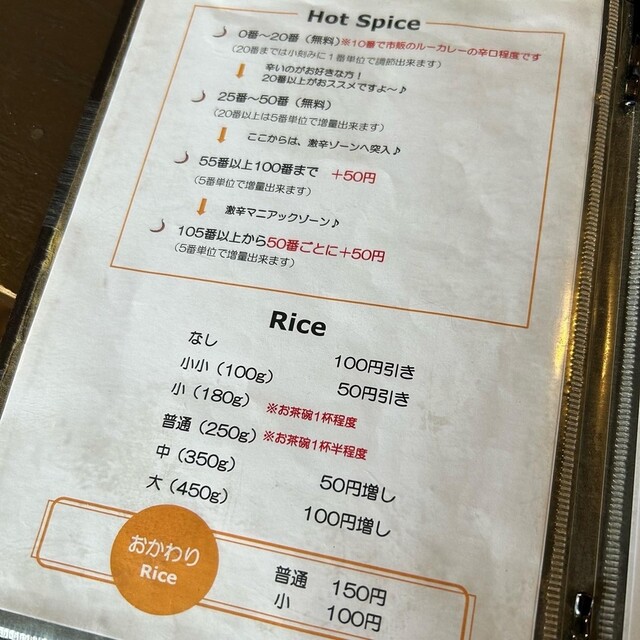 Hot Spice
0番～20番（無料）※10番で市販のルーカレーの辛口程度です
（20番までは小刻みに1番単位で調節出来ます）
辛いのがお好きな方！
20番以上がおススメですよ～♪
25番～50番（無料）
（20番以上は5番単位で増量出来ます）
ここからは、激辛ゾーンへ突入♪
55番以上100番まで +50円
（5番単位で増量出来ます）
激辛マニアックゾーン♪
105番以上から50番ごとに+50円
（5番単位で増量出来ます）
Rice
なし 100円引き
小小（100g） 50円引き
小（180g） ※お茶碗1杯程度
普通（250g）※お茶碗1杯半程度
中（350g） 50円増し
大（450g） 100円増し
おかわり
Rice
普通 150円
小 100円